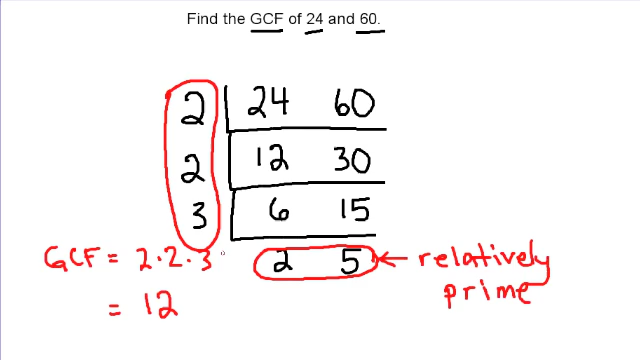 Find the GCF of 24 and 60.
2 24 60
2 12 30
3 6 15
GCF = 2·2·3 2 5 ← relatively
= 12 prime